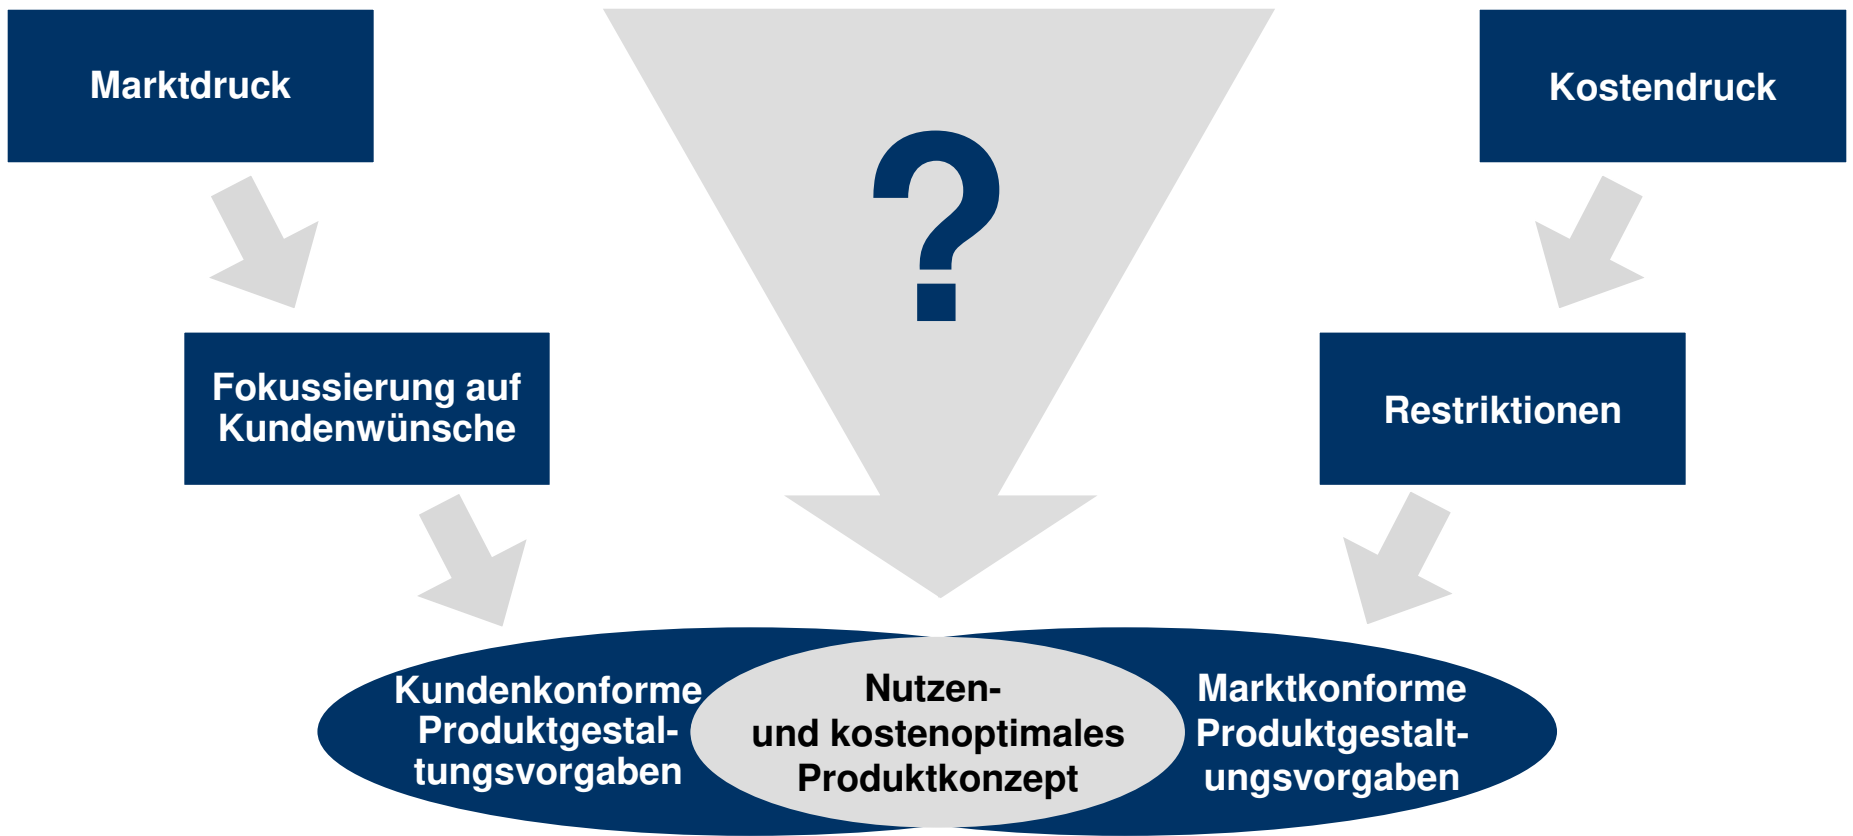 Marktdruck
?
Kostendruck
Fokussierung auf
Kundenwünsche
Restriktionen
Kundenkonforme
Produktgestal-
tungsvorgaben
Nutzen-
und kostenoptimales
Produktkonzept
Marktkonforme
Produktgestalt-
ungsvorgaben